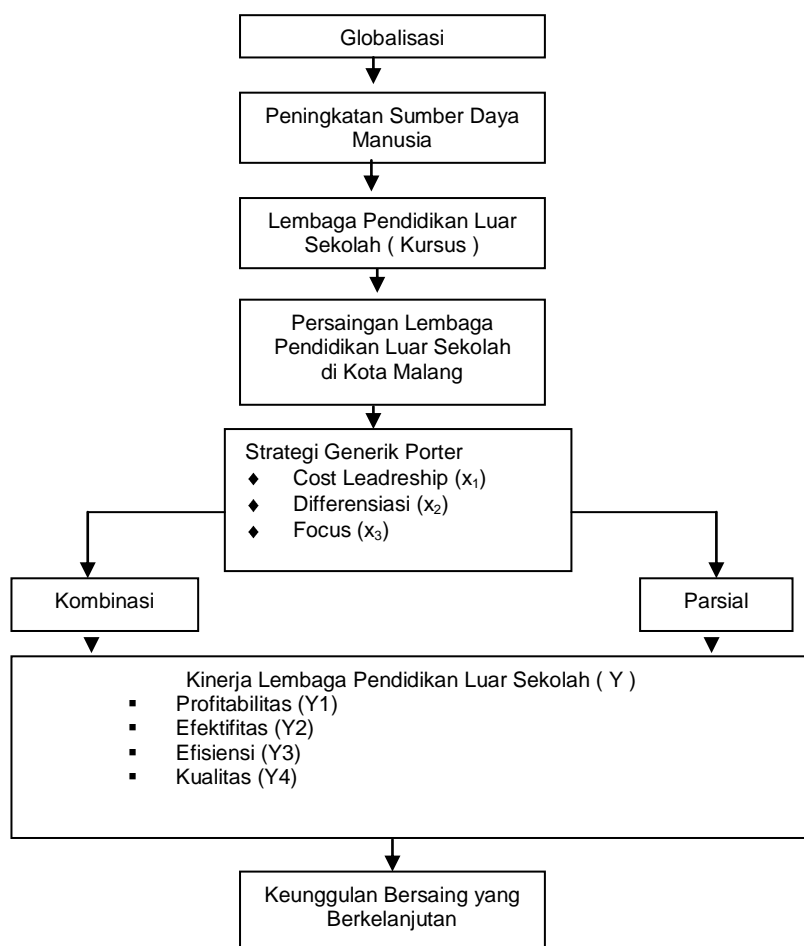 Globalisasi
Peningkatan Sumber Daya
Manusia
Lembaga Pendidikan Luar
Sekolah ( Kursus )
Persaingan Lembaga
Pendidikan Luar Sekolah
di Kota Malang
Strategi Generik Porter
♦ Cost Leadreship (x₁)
♦ Differensiasi (x₂)
♦ Focus (x₃)
Kombinasi
Parsial
Kinerja Lembaga Pendidikan Luar Sekolah ( Y )
▪ Profitabilitas (Y1)
▪ Efektifitas (Y2)
▪ Efisiensi (Y3)
▪ Kualitas (Y4)
Keunggulan Bersaing yang
Berkelanjutan